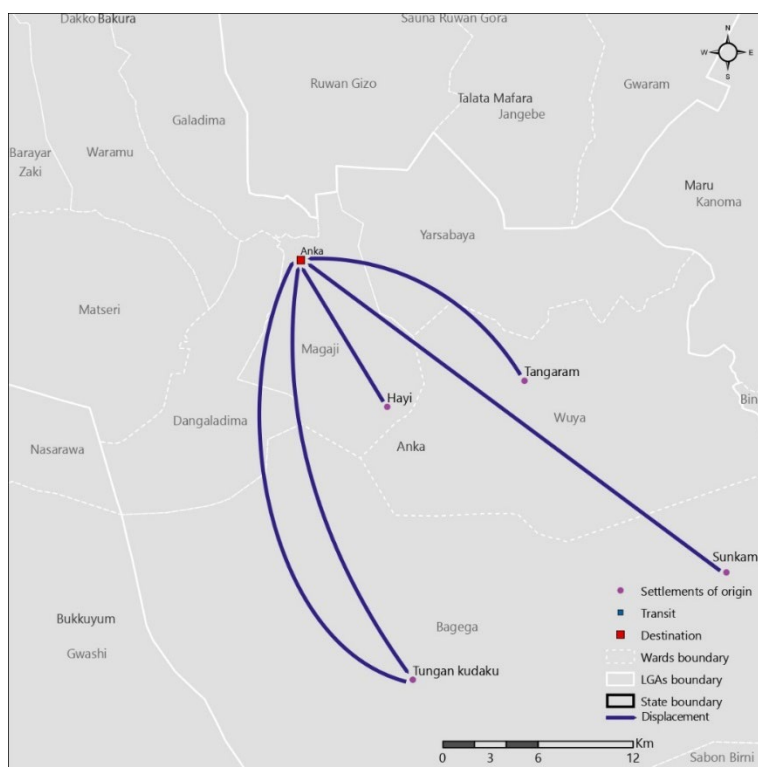 Dakko Bakura
Sauna Ruwan Gora
N
W E
S
Ruwan Gizo
Gwaram
Talata Mafara
Jangebe
Galadima
Barayar
Zaki
Waramu
Maru
Kanoma
Yarsabaya
Anka
Matseri
Magaji
Tangaram
Hayi
Wuya
Bin
Dangaladima
Nasarawa
Anka
Sunkam
Settlements of origin
Transit
Destination
Wards boundary
LGAs boundary
State boundary
Displacement
Bukkuyum
Gwashi
Bagega
Tungan kudaku
Km
0 3 6 12
Sabon Birni